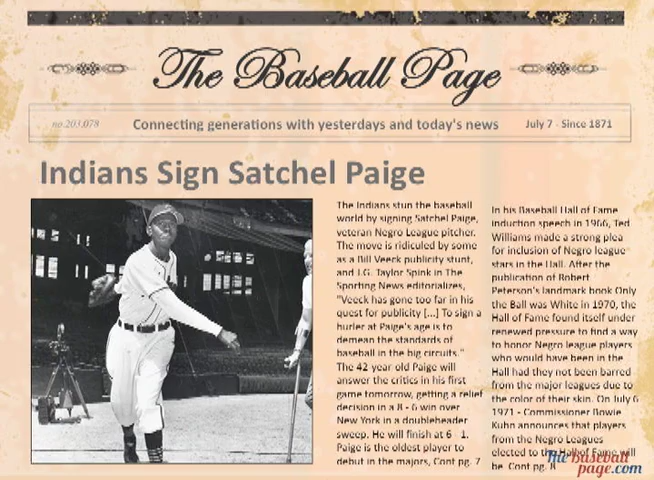 The Baseball Page
no.203,078
Connecting generations with yesterdays and today's news
July 7 - Since 1871
Indians Sign Satchel Paige
The Indians stun the baseball
world by signing Satchel Paige,
veteran Negro League pitcher.
The move is ridiculed by some
as a Bill Veeck publicity stunt,
and J.G. Taylor Spink in The
Sporting News editorializes,
"Veeck has gone too far in his
quest for publicity [...] To sign a
hurler at Paige's age is to
demean the standards of
baseball in the big circuits."
The 42 year old Paige will
answer the critics in his first
game tomorrow, getting a relief
decision in a 8 - 6 win over
New York in a doubleheader
sweep. He will finish at 6 - 1.
Paige is the oldest player to
debut in the majors, Cont pg. 7
In his Baseball Hall of Fame
induction speech in 1966, Ted
Williams made a strong plea
for inclusion of Negro league
stars in the Hall. After the
publication of Robert
Peterson's landmark book Only
the Ball was White in 1970, the
Hall of Fame found itself under
renewed pressure to find a way
to honor Negro league players
who would have been in the
Hall had they not been barred
from the major leagues due to
the color of their skin. On July 6
1971 - Commissioner Bowie
Kuhn announces that players
from the Negro Leagues
elected to the Hall of Fame will
be Cont pg. 8
The Baseball
page.com